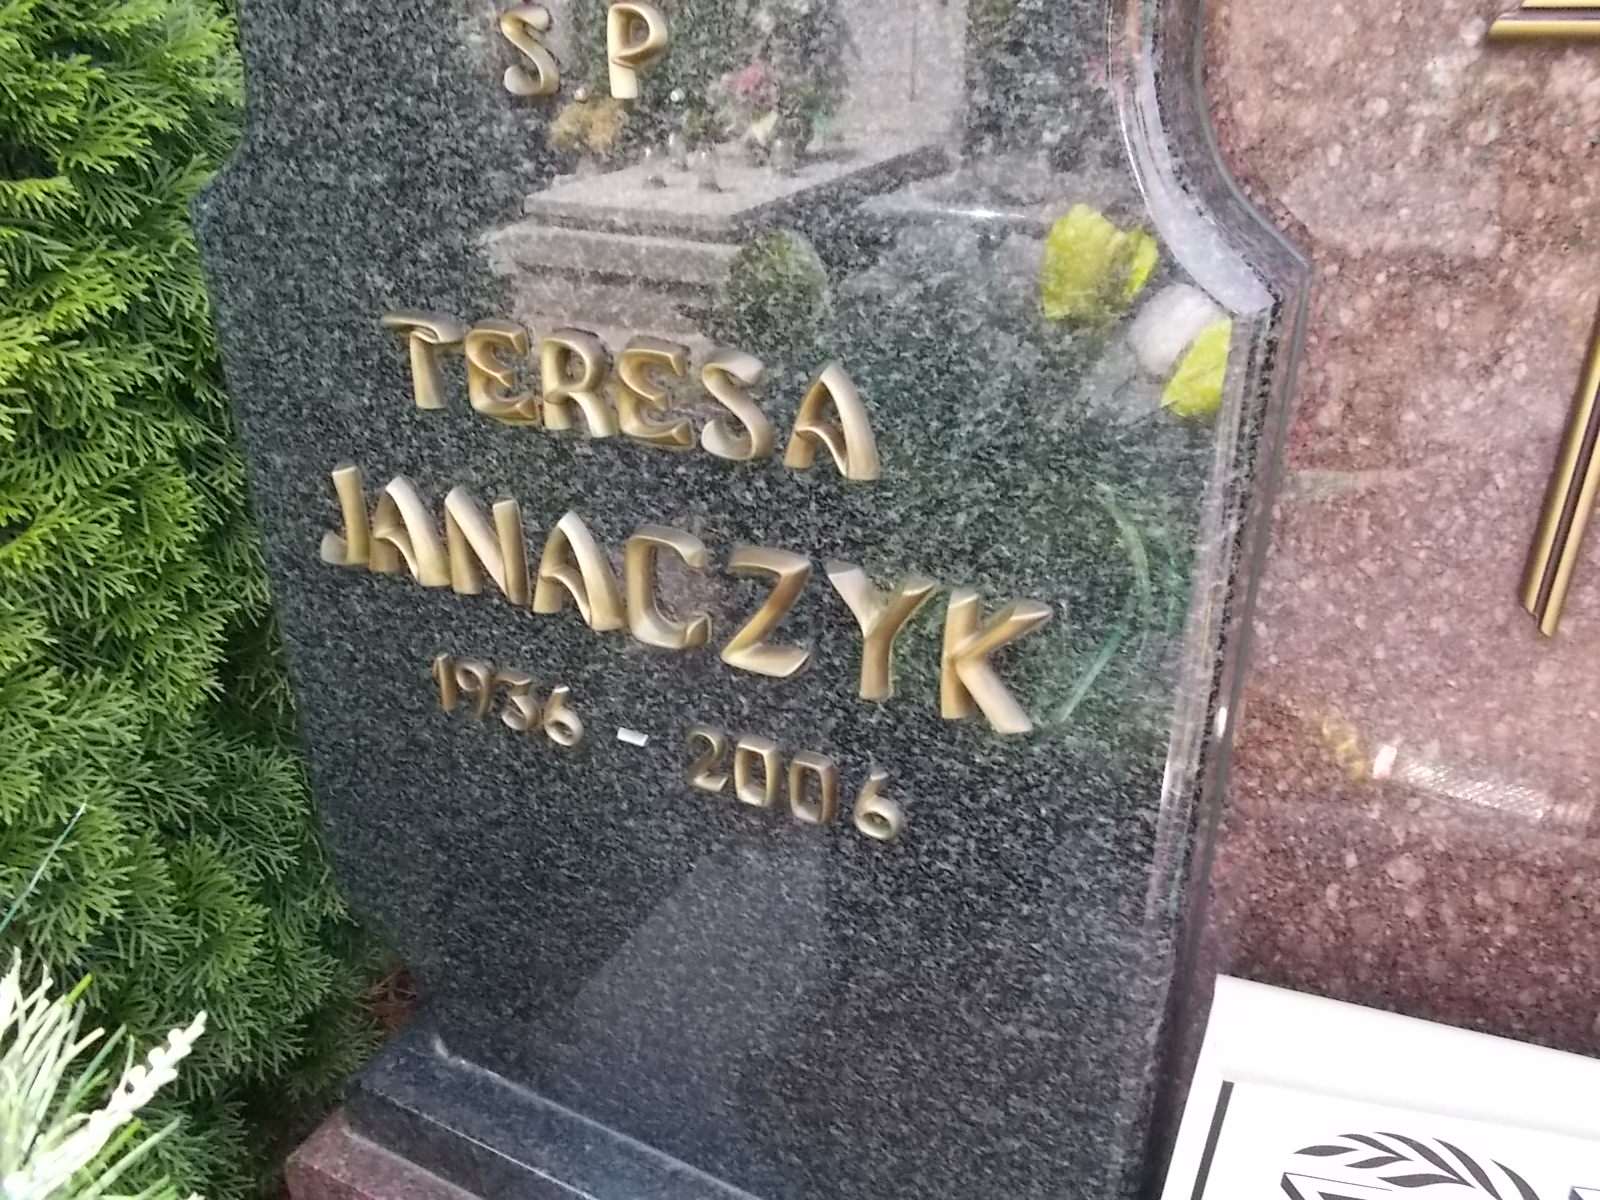 S.P.
TERESA
JANACZYK
1936 - 2006